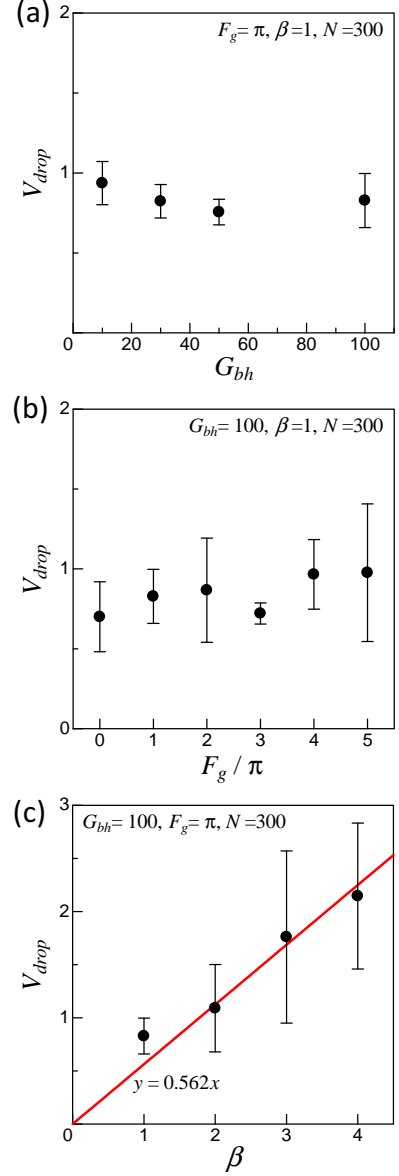 (a)
F_g = π, β=1, N =300
2
1
0
V_drop
0 20 40 60 80 100
G_bh
(b)
G_bh = 100, β=1, N =300
2
1
0
V_drop
0 1 2 3 4 5
F_g / π
(c)
G_bh = 100, F_g = π, N =300
3
2
1
0
V_drop
y = 0.562x
1 2 3 4
β